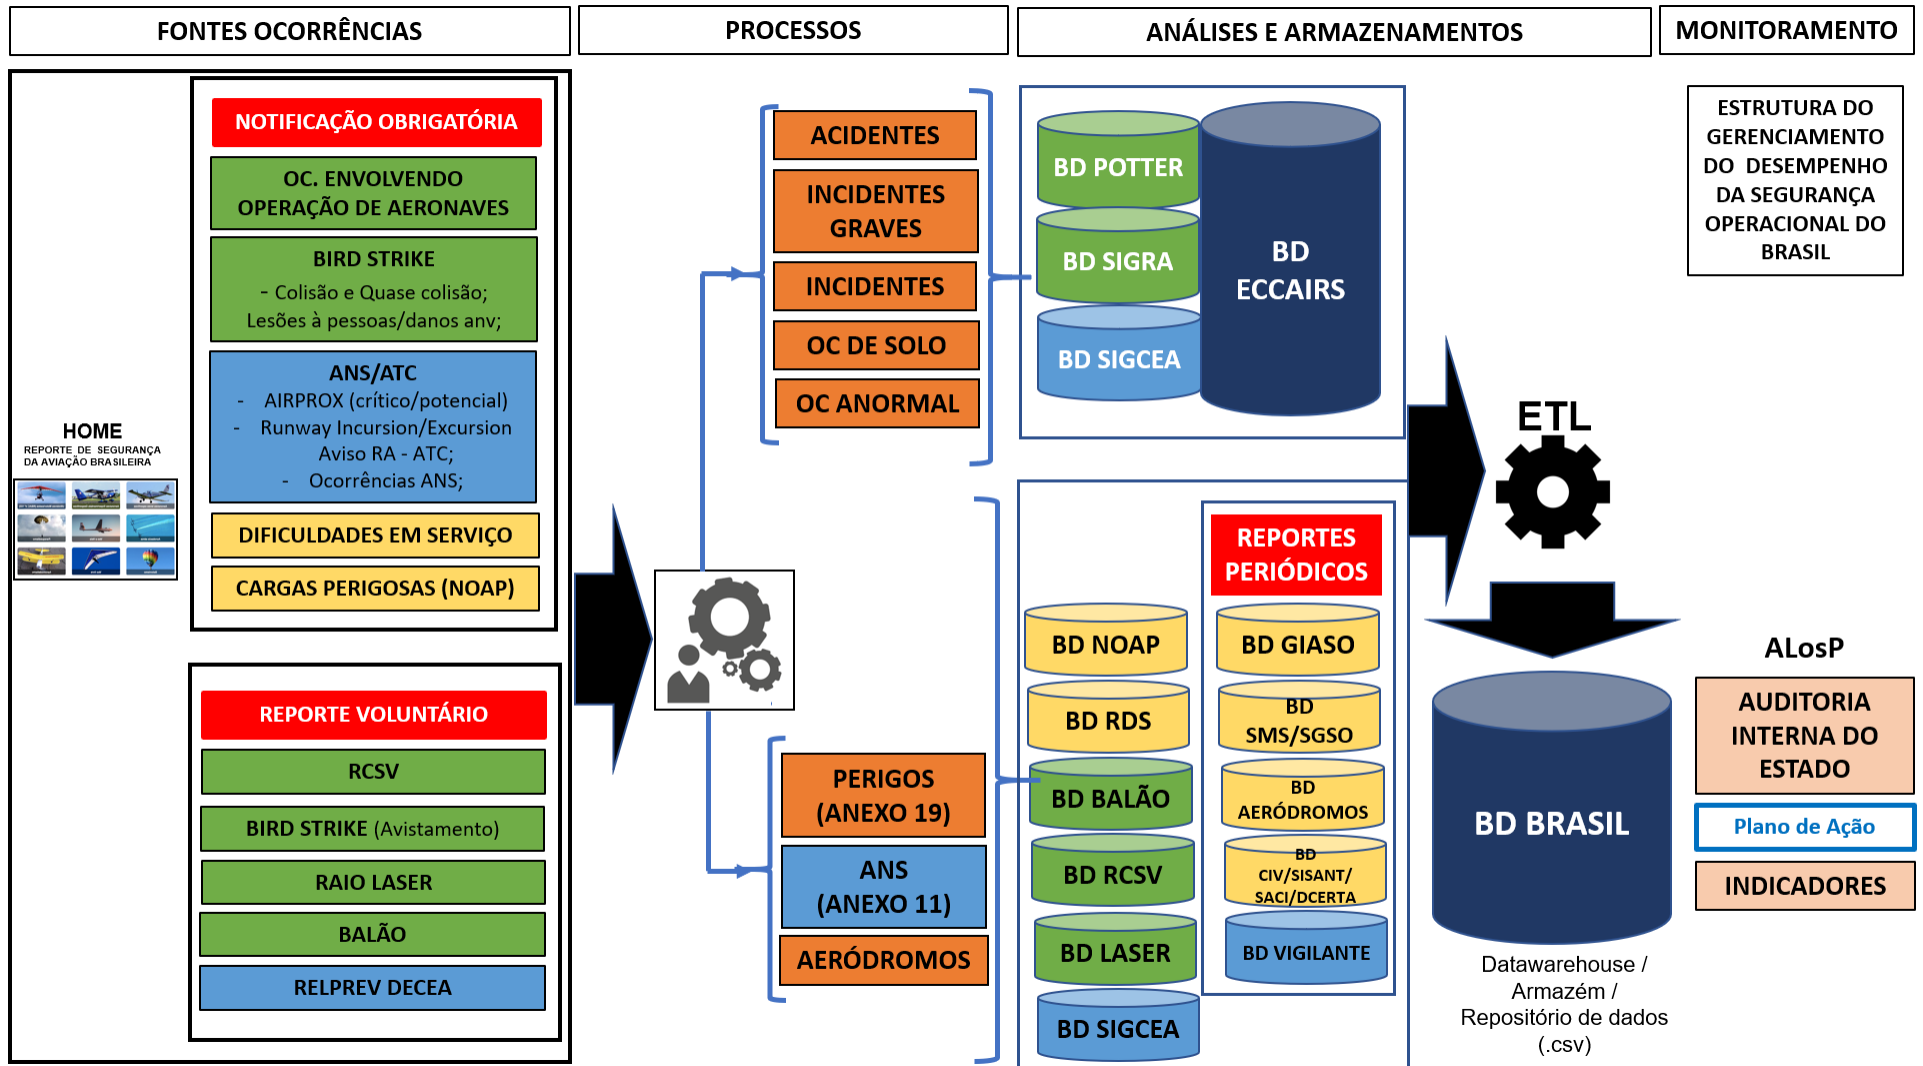 FONTES OCORRÊNCIAS
PROCESSOS
ANÁLISES E ARMAZENAMENTOS
MONITORAMENTO
HOME
REPORTE DE SEGURANÇA
DA AVIAÇÃO BRASILEIRA
NOTIFICAÇÃO OBRIGATÓRIA
OC. ENVOLVENDO
OPERAÇÃO DE AERONAVES
BIRD STRIKE
- Colisão e Quase colisão;
Lesões à pessoas/danos anv;
ANS/ATC
- AIRPROX (crítico/potencial)
- Runway Incursion/Excursion
Aviso RA - ATC;
- Ocorrências ANS;
DIFICULDADES EM SERVIÇO
CARGAS PERIGOSAS (NOAP)
REPORTE VOLUNTÁRIO
RCSV
BIRD STRIKE (Avistamento)
RAIO LASER
BALÃO
RELPREV DECEA
ACIDENTES
INCIDENTES
GRAVES
INCIDENTES
OC DE SOLO
OC ANORMAL
PERIGOS
(ANEXO 19)
ANS
(ANEXO 11)
AERÓDROMOS
BD POTTER
BD SIGRA
BD SIGCEA
BD
ECCAIRS
BD NOAP
BD RDS
BD BALÃO
BD RCSV
BD LASER
BD SIGCEA
REPORTES
PERIÓDICOS
BD GIASO
BD
SMS/SGSO
BD
AERÓDROMOS
BD
CIV/SISANT/
SACI/DCERTA
BD VIGILANTE
ETL
BD BRASIL
Datawarehouse /
Armazém /
Repositório de dados
(.csv)
ESTRUTURA DO
GERENCIAMENTO
DO DESEMPENHO
DA SEGURANÇA
OPERACIONAL DO
BRASIL
ALosP
AUDITORIA
INTERNA DO
ESTADO
Plano de Ação
INDICADORES